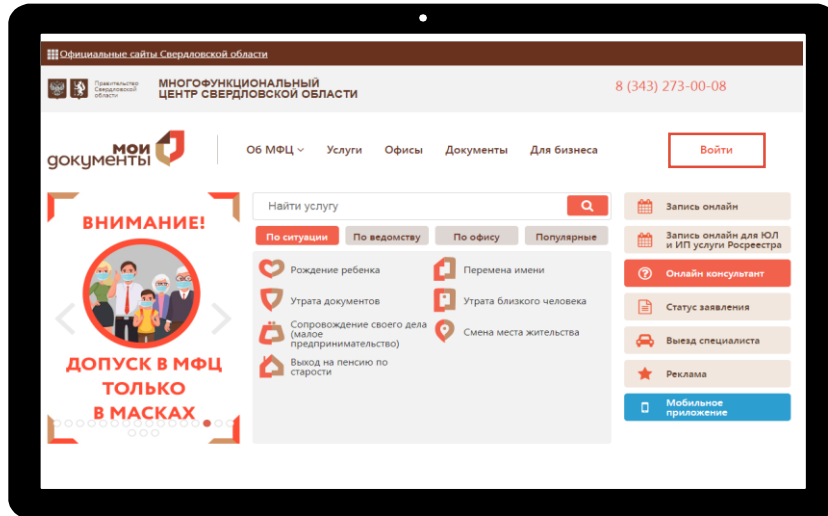 Официальные сайты Свердловской области
Правительство
Свердловской
области
МНОГОФУНКЦИОНАЛЬНЫЙ
ЦЕНТР СВЕРДЛОВСКОЙ ОБЛАСТИ
8 (343) 273-00-08
мои
документы
Об МФЦ
Услуги
Офисы
Документы
Для бизнеса
Войти
ВНИМАНИЕ!
ДОПУСК В МФЦ
ТОЛЬКО
В МАСКАХ
Найти услугу
По ситуации
По ведомству
По офису
Популярные
Рождение ребенка
Перемена имени
Утрата документов
Утрата близкого человека
Сопровождение своего дела
(малое
предпринимательство)
Смена места жительства
Выход на пенсию по
старости
Запись онлайн
Запись онлайн для ЮЛ
и ИП услуги Росреестра
Онлайн консультант
Статус заявления
Выезд специалиста
Реклама
Мобильное
приложение